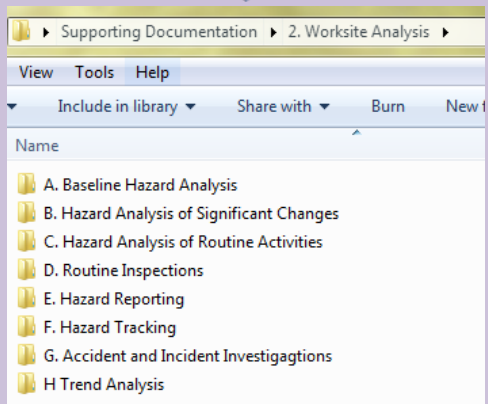 Supporting Documentation 2. Worksite Analysis
View Tools Help
Include in library Share with Burn New f
Name
A. Baseline Hazard Analysis
B. Hazard Analysis of Significant Changes
C. Hazard Analysis of Routine Activities
D. Routine Inspections
E. Hazard Reporting
F. Hazard Tracking
G. Accident and Incident Investigagtions
H Trend Analysis